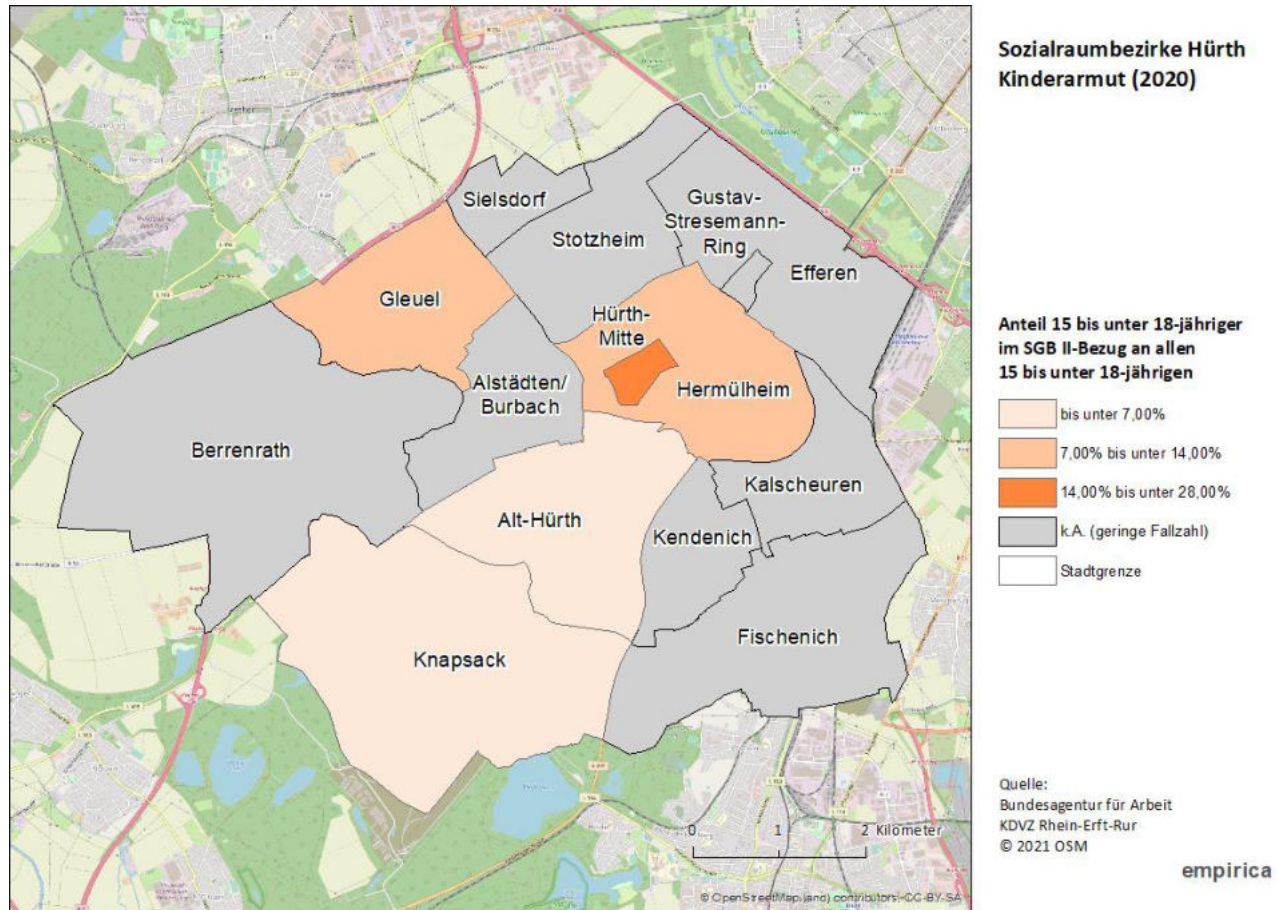 Sozialraumbezirke Hürth
Kinderarmut (2020)
Sielsdorf
Stotzheim
Gustav-
Stresemann-
Ring
Efferen
Gleuel
Hürth-
Mitte
Alstädten/
Burbach
Hermülheim
Berrenrath
Kalscheuren
Alt-Hürth
Kendenich
Fischenich
Knapsack
Anteil 15 bis unter 18-jähriger
im SGB II-Bezug an allen
15 bis unter 18-jährigen
bis unter 7,00%
7,00% bis unter 14,00%
14,00% bis unter 28,00%
k.A. (geringe Fallzahl)
Stadtgrenze
0 1 2 Kilometer
© OpenStreetMap (and) contributors, CC-BY-SA
Quelle:
Bundesagentur für Arbeit
KDVZ Rhein-Erft-Rur
© 2021 OSM
empirica